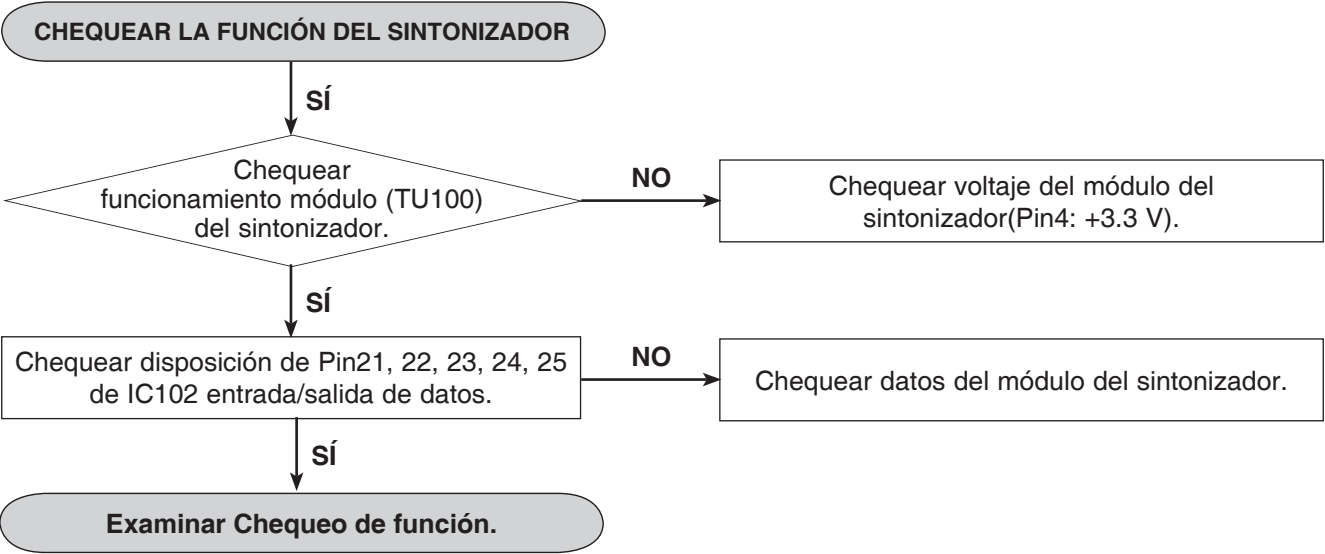 CHEQUEAR LA FUNCIÓN DEL SINTONIZADOR
SÍ
Chequear
funcionamiento módulo (TU100)
del sintonizador.
NO
Chequear voltaje del módulo del
sintonizador(Pin4: +3.3 V).
SÍ
Chequear disposición de Pin21, 22, 23, 24, 25
de IC102 entrada/salida de datos.
NO
Chequear datos del módulo del sintonizador.
SÍ
Examinar Chequeo de función.